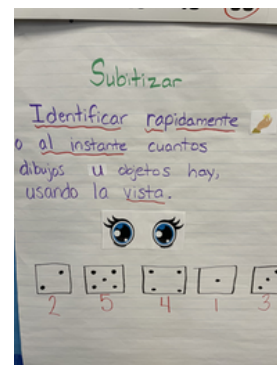 Subitizar
Identificar rapidamente
o al instante cuantos
dibujos u objetos hay,
usando la vista.
2 5 4 1 3